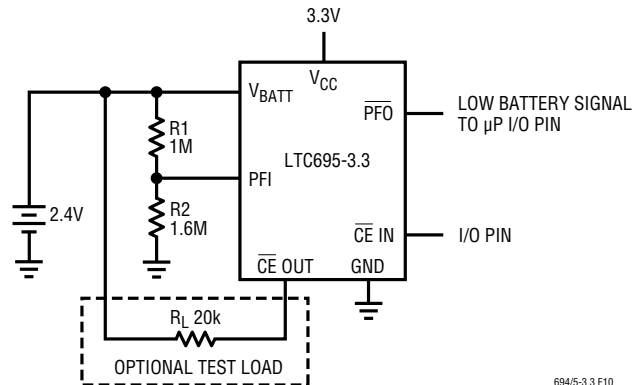 3.3V
V_BATT
V_CC
PFO
LOW BATTERY SIGNAL
TO µP I/O PIN
R1
1M
LTC695-3.3
PFI
2.4V
R2
1.6M
CE IN
I/O PIN
CE OUT
GND
R_L 20k
OPTIONAL TEST LOAD
694/5-3.3 F10